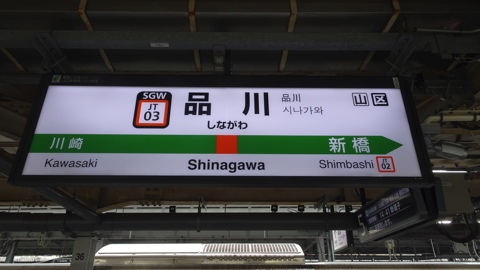 SGW
JT
03
品川
品川
시나가와
山 区
しながわ
川崎
新橋
Kawasaki
Shinagawa
Shimbashi
JT
02
36